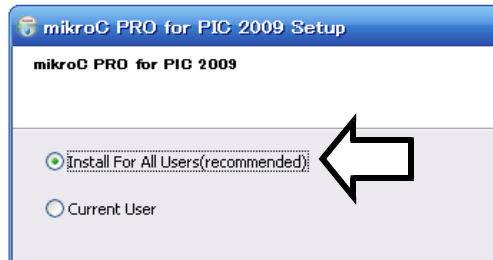 mikroC PRO for PIC 2009 Setup
mikroC PRO for PIC 2009
Install For All Users(recommended)
Current User